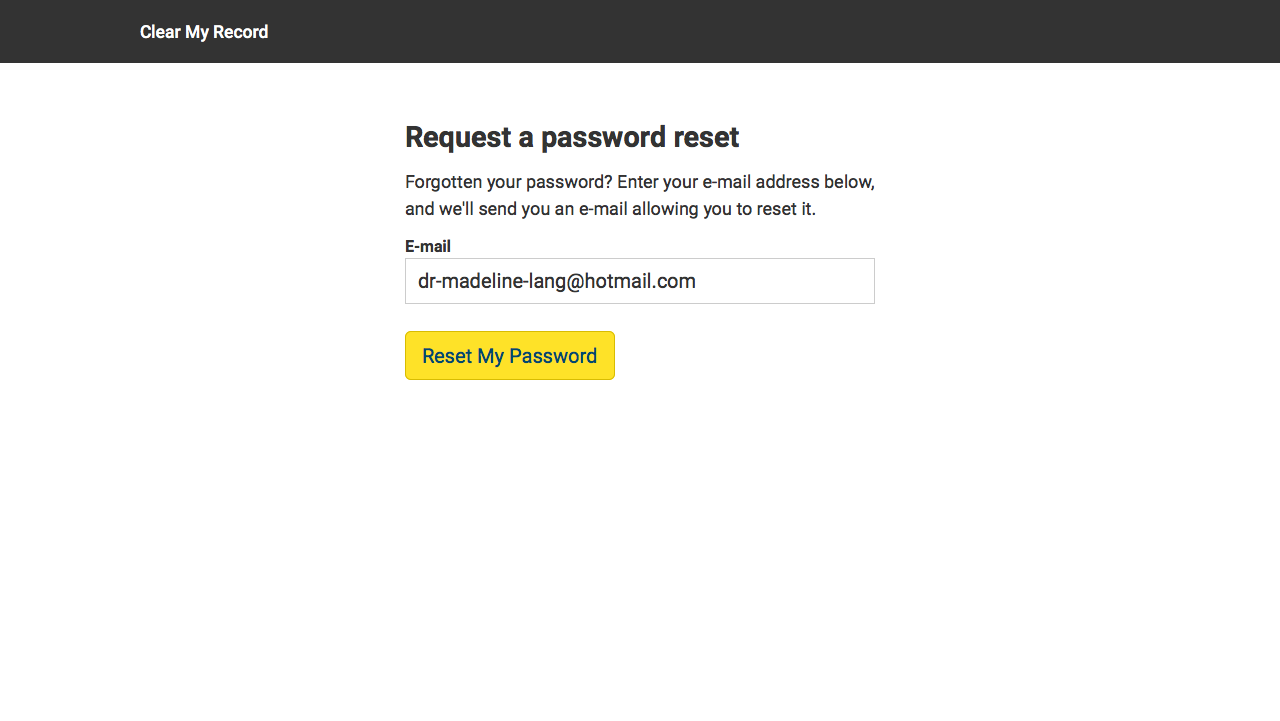 Clear My Record
Request a password reset
Forgotten your password? Enter your e-mail address below,
and we'll send you an e-mail allowing you to reset it.
E-mail
dr-madeline-lang@hotmail.com
Reset My Password